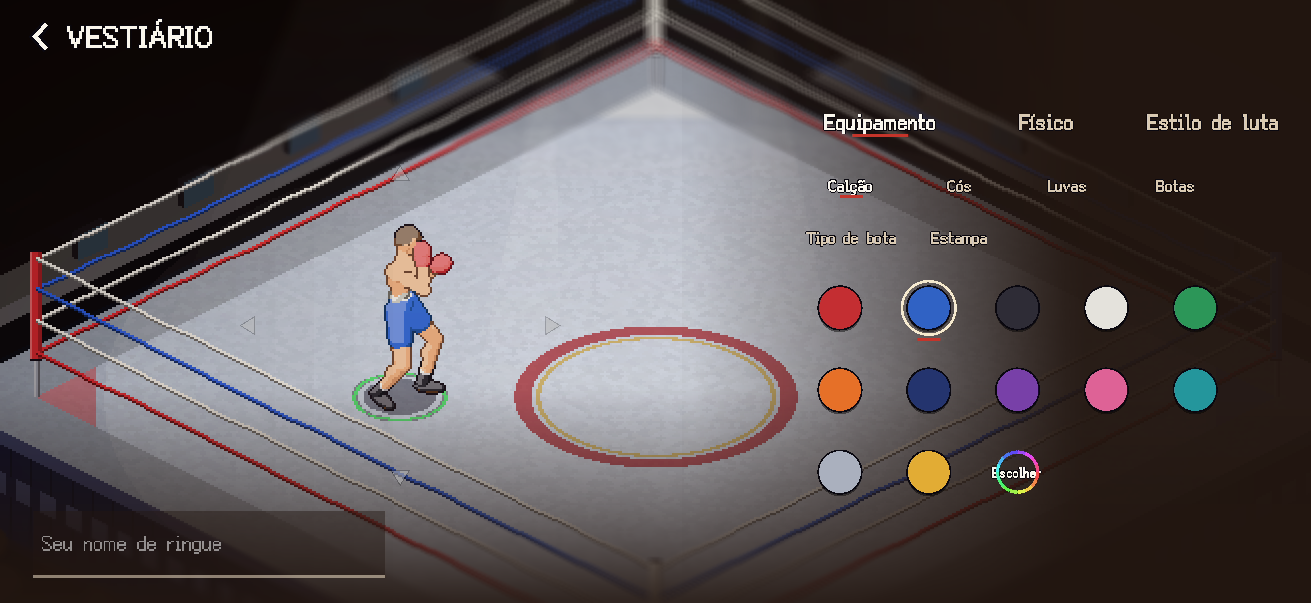 VESTIÁRIO
Equipamento Físico Estilo de luta
Calção Cós Luvas Botas
Tipo de bota Estampa
Escolher
Seu nome de ringue